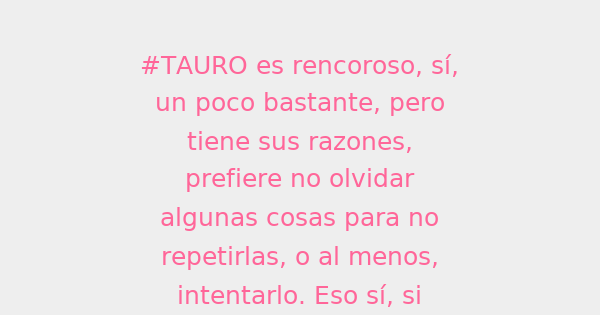 #TAURO es rencoroso, sí,
un poco bastante, pero
tiene sus razones,
prefiere no olvidar
algunas cosas para no
repetirlas, o al menos,
intentarlo. Eso sí, si